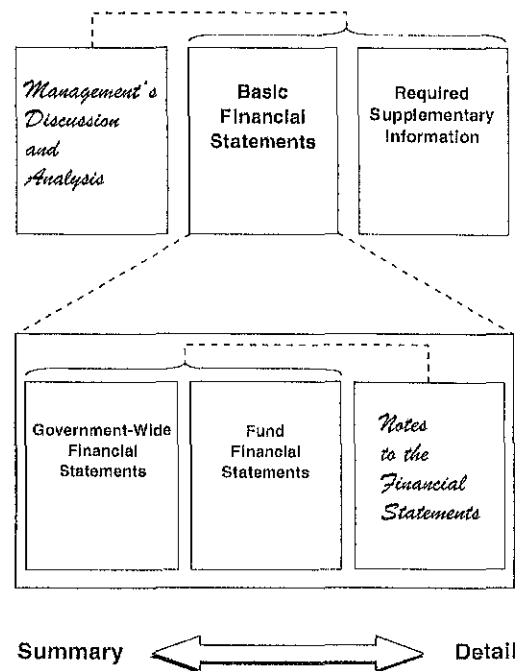 Management's
Discussion
and
Analysis
Basic
Financial
Statements
Required
Supplementary
Information
Government-Wide
Financial
Statements
Fund
Financial
Statements
Notes
to the
Financial
Statements
Summary
Detail